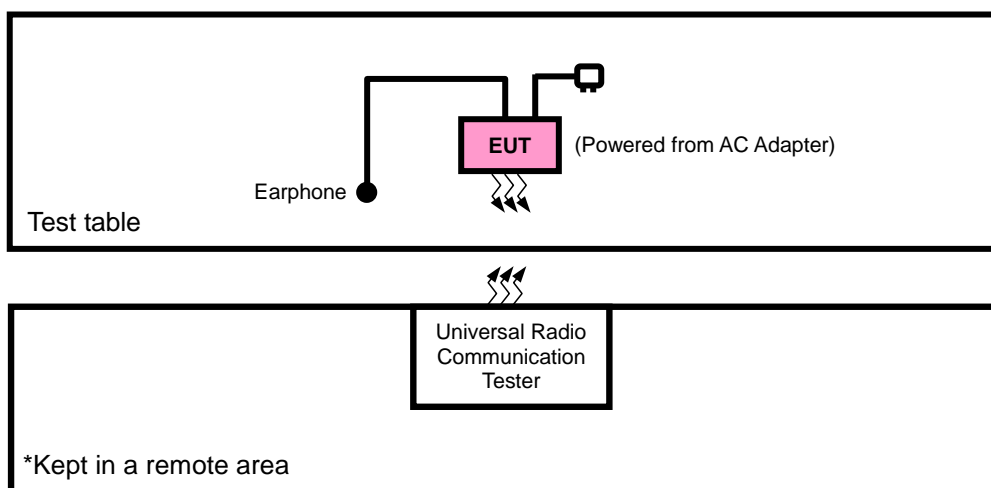 EUT
(Powered from AC Adapter)
Earphone
Test table
Universal Radio
Communication
Tester
*Kept in a remote area